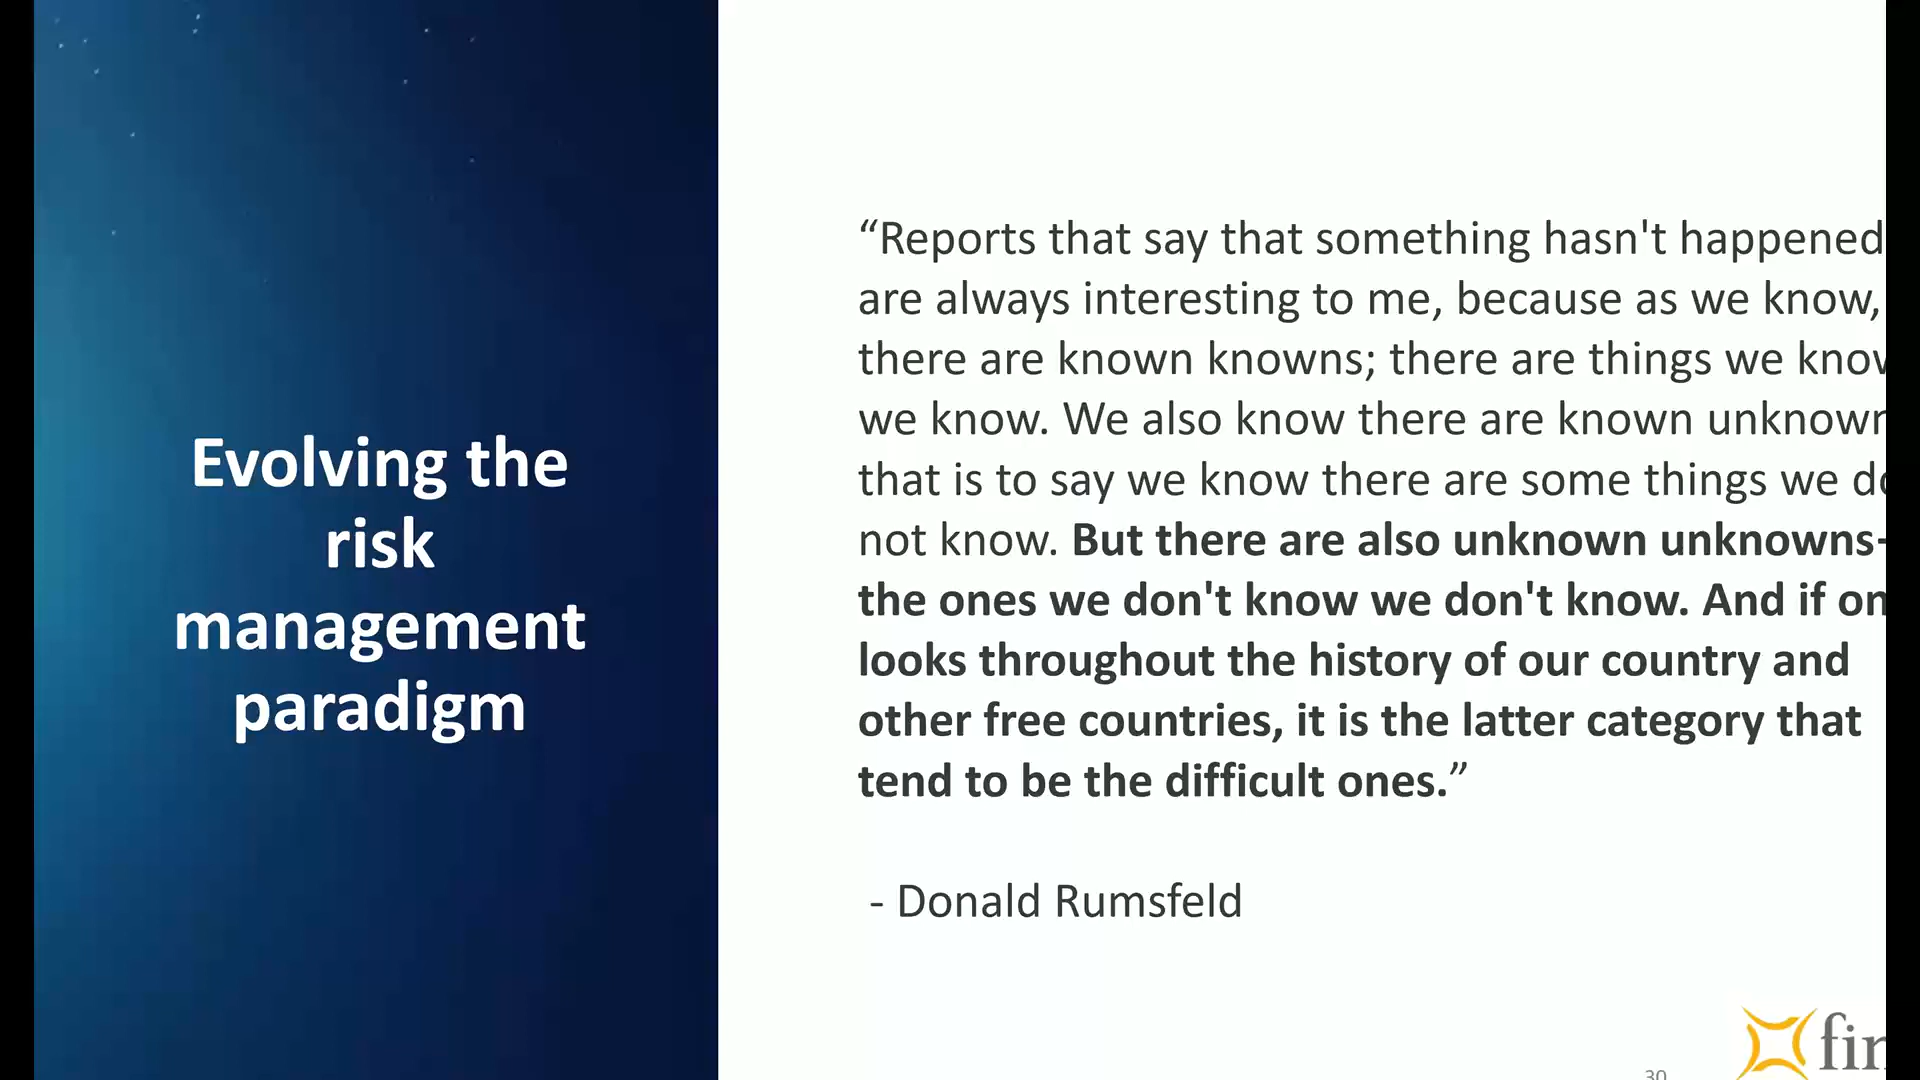 Evolving the
risk
management
paradigm
“Reports that say that something hasn't happened
are always interesting to me, because as we know,
there are known knowns; there are things we know
we know. We also know there are known
that is to say we know there are some things we
not know. But there are also unknown unknowns-
the ones we don't know we don't know. And if
looks throughout the history of our country and
other free countries, it is the latter category that
tend to be the difficult ones.”
- Donald Rumsfeld
30